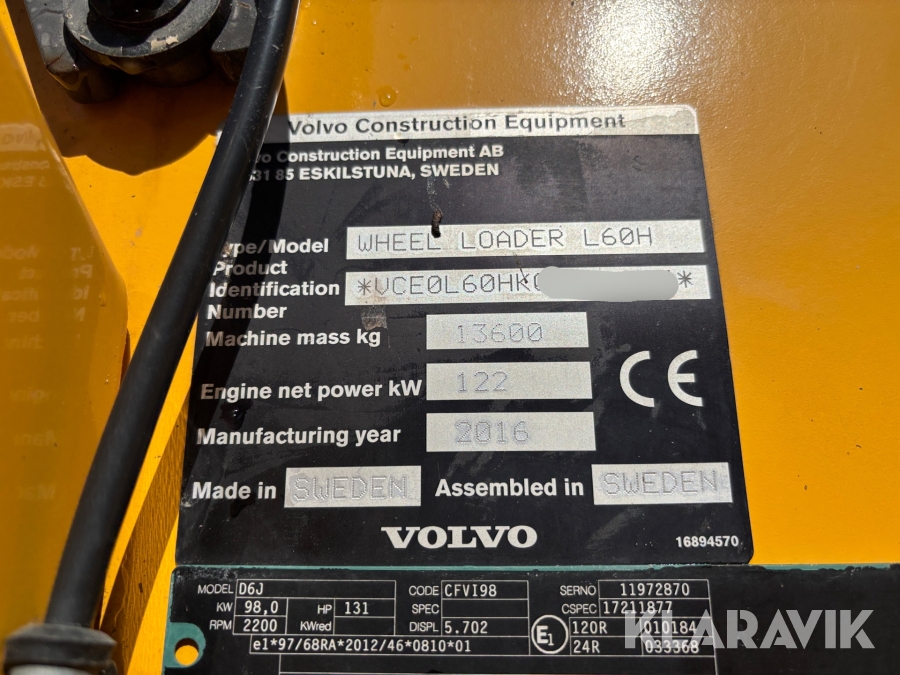 Volvo Construction Equipment
Construction Equipment AB
85 ESKILSTUNA, SWEDEN
Type/Model WHEEL LOADER L60H
Product
Identification *VCE0L60HK *
Number
Machine mass kg 13600
Engine net power kW 122
Manufacturing year 2016
Made in SWEDEN Assembled in SWEDEN
CE
VOLVO 16894570
MODEL D6J CODE CFVI98 SERNO 11972870
KW 98,0 HP 131 SPEC CSPEC 17211877
RPM 2200 KWred DISPL 5.702 E1 120R 010184
e1*97/68RA*2012/46*0810*01 24R 033368
KLARAVIK